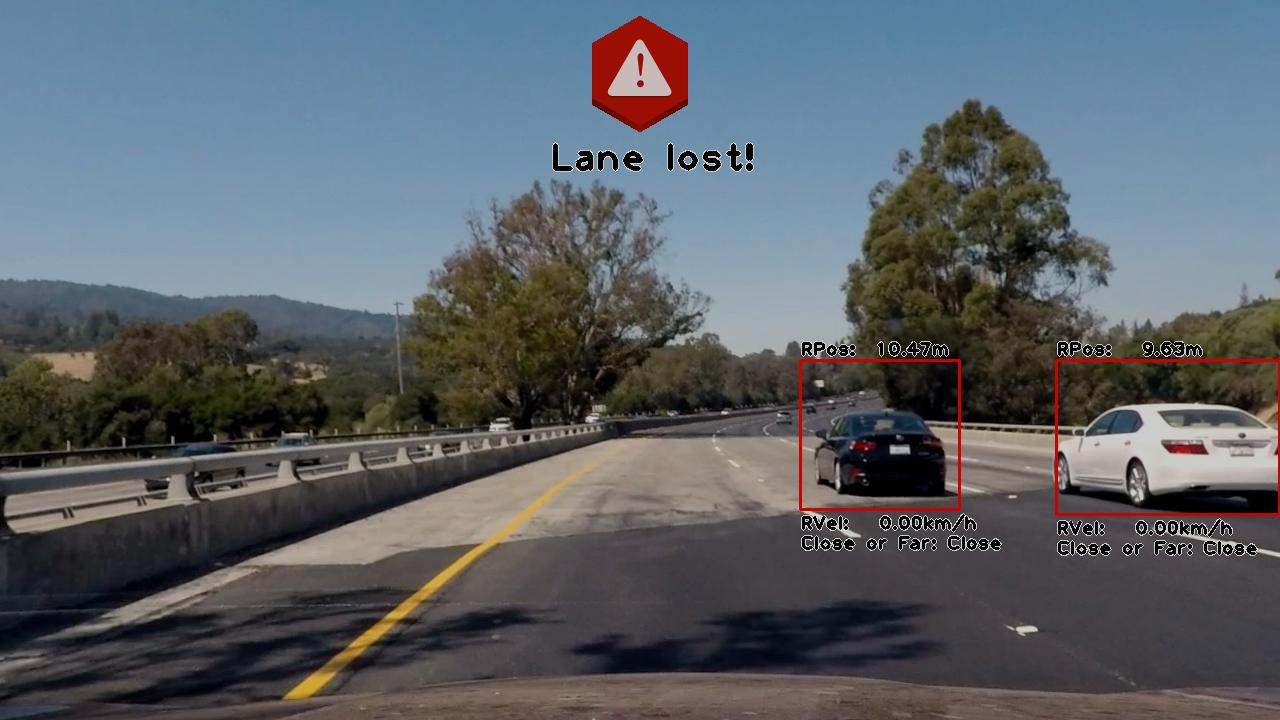 Lane lost!
RPos: 10.47m
RPos: 9.63m
RVel: 0.00km/h
Close or Far: Close
RVel: 0.00km/h
Close or Far: Close